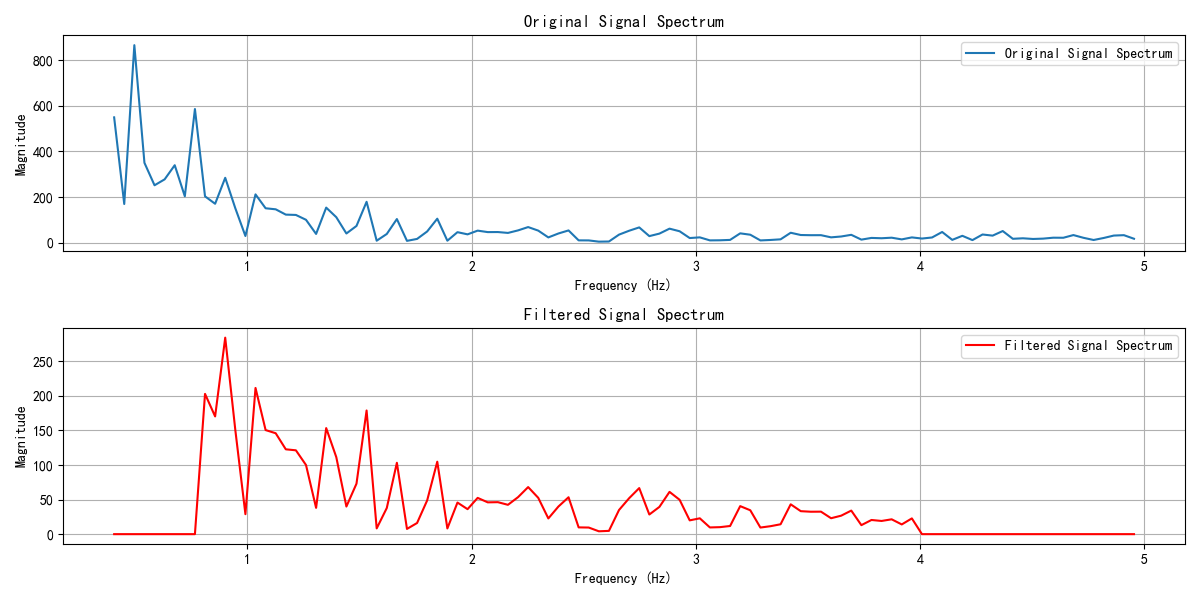 Original Signal Spectrum
Original Signal Spectrum
Magnitude
800
600
400
200
0
1 2 3 4 5
Frequency (Hz)
Filtered Signal Spectrum
Filtered Signal Spectrum
Magnitude
250
200
150
100
50
0
1 2 3 4 5
Frequency (Hz)